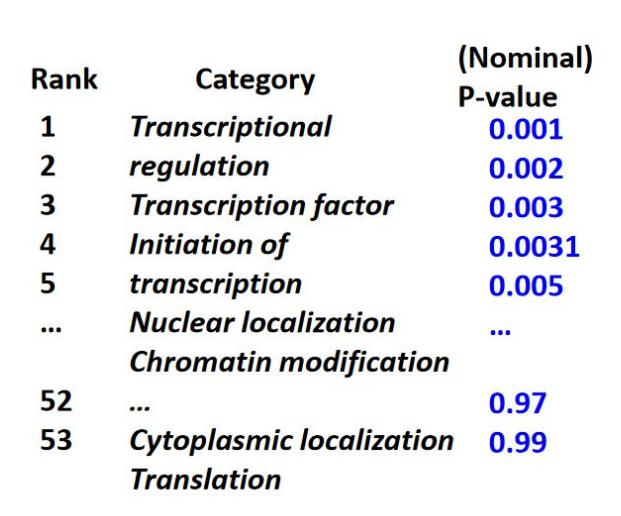 Rank Category (Nominal) P-value
1 Transcriptional 0.001
2 regulation 0.002
3 Transcription factor 0.003
4 Initiation of 0.0031
5 transcription 0.005
... Nuclear localization ...
Chromatin modification
52 ... 0.97
53 Cytoplasmic localization 0.99
Translation